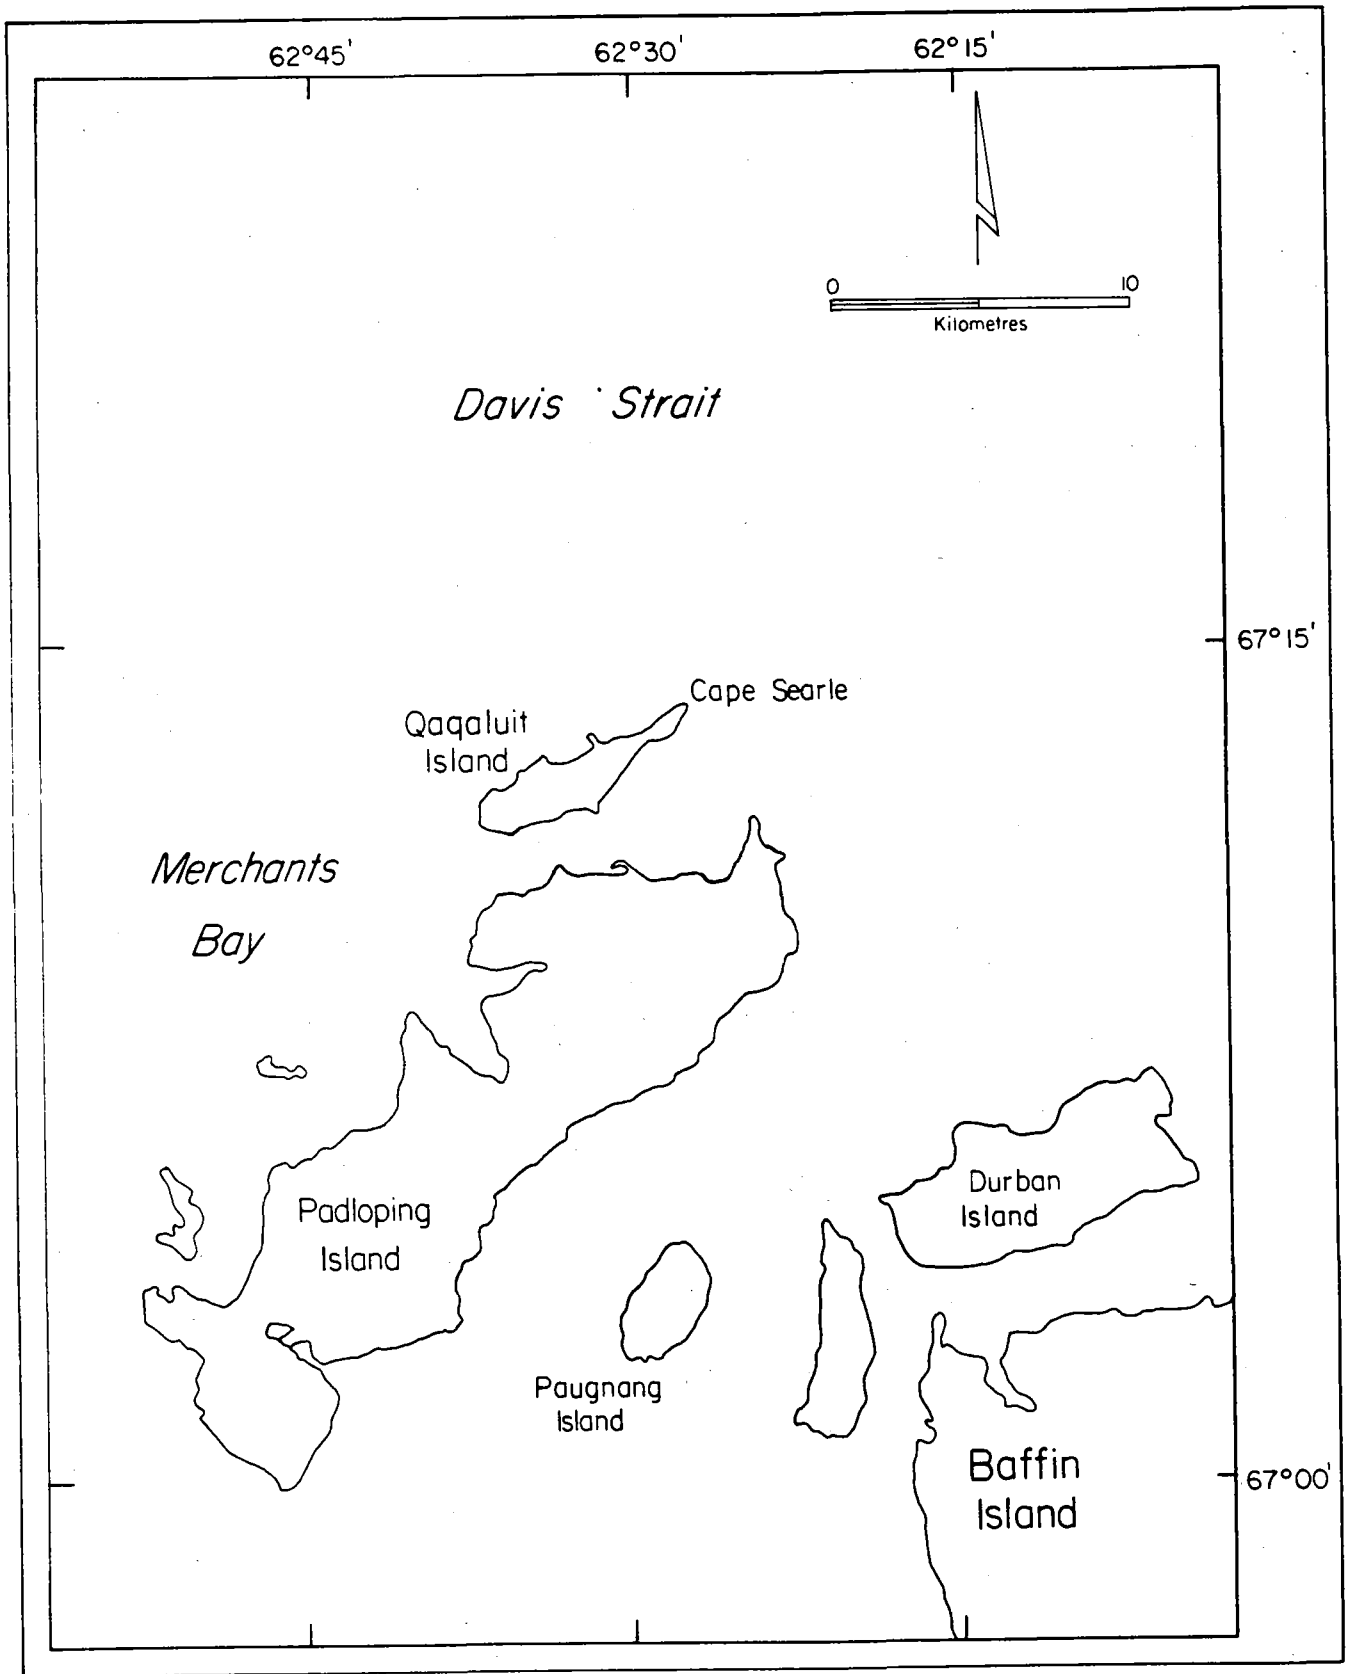 62°45'
62°30'
62°15'
0
10
Kilometres
Davis Strait
67°15'
Cape Searle
Qaqaluit
Island
Merchants
Bay
Durban
Island
Padloping
Island
Paugnang
Island
Baffin
Island
67°00'